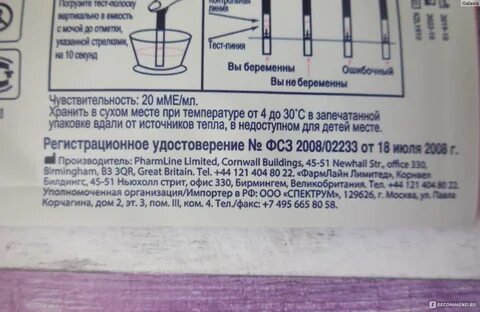 Galaxia
Погрузите тест-полоску
вертикально в емкость
с мочой до отметки,
указанной стрелками,
на 10 секунд
Контрольная
линия
Тест-линия
Вы беременны
Вы не беременны
Ошибочный
Чувствительность: 20 мМЕ/мл.
Хранить в сухом месте при температуре от 4 до 30°С в запечатанной
упаковке вдали от источников тепла, в недоступном для детей месте.
Регистрационное удостоверение № ФСЗ 2008/02233 от 18 июля 2008 г.
Производитель: PharmLine Limited, Cornwall Buildings, 45-51 Newhall Str., office 330,
Birmingham, B3 3QR, Great Britain. Tel. +44 121 404 80 22. «ФармЛайн Лимитед», Корнвел
Билдингс, 45-51 Ньюхолл стрит, офис 330, Бирмингем, Великобритания. Тел. +44 121 404 80 22.
Уполномоченная организация/Импортер в РФ: ООО «СПЕКТРУМ», 129626, г. Москва, ул. Павла
Корчагина, дом 2, эт. 3, пом. III, ком. 4. Тел./факс: +7 495 665 80 58.
IRECOMMEND.RU